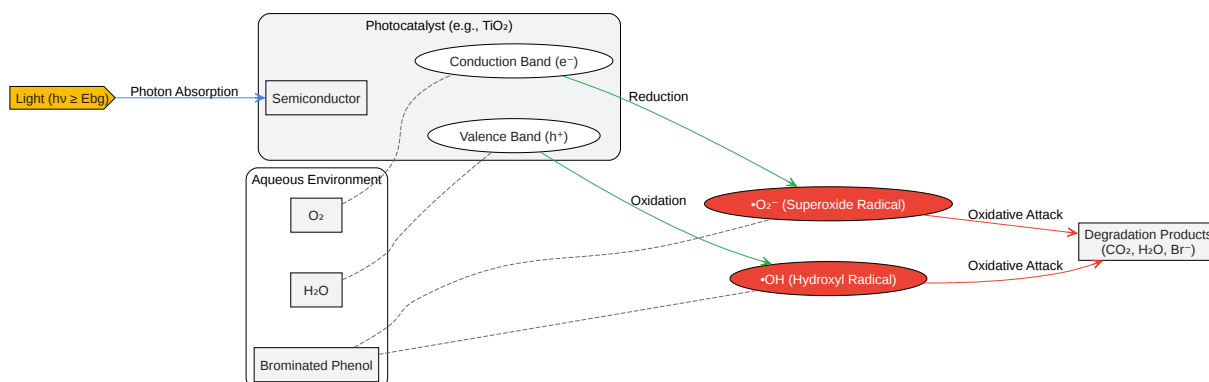 Photocatalyst (e.g., TiO₂)
Conduction Band (e⁻)
Light (hν ≥ Ebg)
Photon Absorption
Semiconductor
Reduction
Valence Band (h⁺)
Aqueous Environment
O₂
Oxidation
•O₂⁻ (Superoxide Radical)
Oxidative Attack
Degradation Products
(CO₂, H₂O, Br⁻)
H₂O
•OH (Hydroxyl Radical)
Oxidative Attack
Brominated Phenol